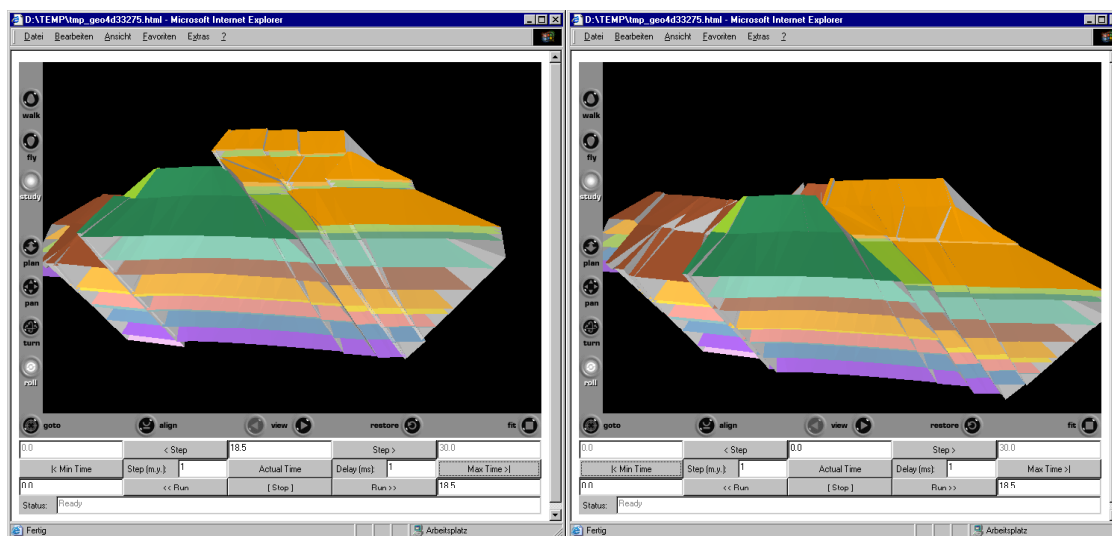 D:\TEMP\tmp_geo4d33275.html - Microsoft Internet Explorer
Datei Bearbeiten Ansicht Favoriten Extras ?
walk
fly
study
plan
pan
turn
roll
goto align view restore fit
0.0 < Step 18.5 Step > 30.0
|< Min Time Step (m.y.): 1 Actual Time Delay (ms): 1 Max Time >|
0.0 << Run [ Stop ] Run >> 18.5
Status: Ready
Fertig Arbeitsplatz
D:\TEMP\tmp_geo4d33275.html - Microsoft Internet Explorer
Datei Bearbeiten Ansicht Favoriten Extras ?
walk
fly
study
plan
pan
turn
roll
goto align view restore fit
0.0 < Step 0.0 Step > 30.0
|< Min Time Step (m.y.): 1 Actual Time Delay (ms): 1 Max Time >|
0.0 << Run [ Stop ] Run >> 18.5
Status: Ready
Fertig Arbeitsplatz